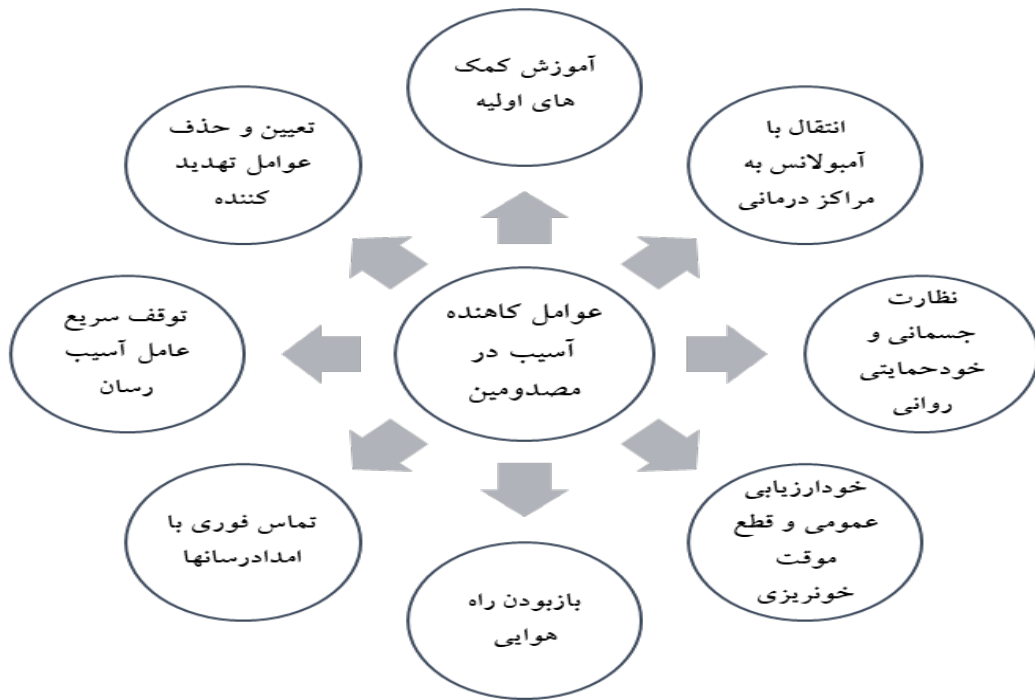 آموزش کمک
های اولیه
انتقال با
آمبولانس به
مراکز درمانی
تعیین و حذف
عوامل تهدید
کننده
عوامل کاهنده
آسیب در
مصدومین
نظارت
جسمانی و
خودحمایتی
روانی
توقف سریع
عامل آسیب
رسان
خودارزیابی
عمومی و قطع
موقت
خونریزی
تماس فوری با
امدادرسانها
بازبودن راه
هوایی